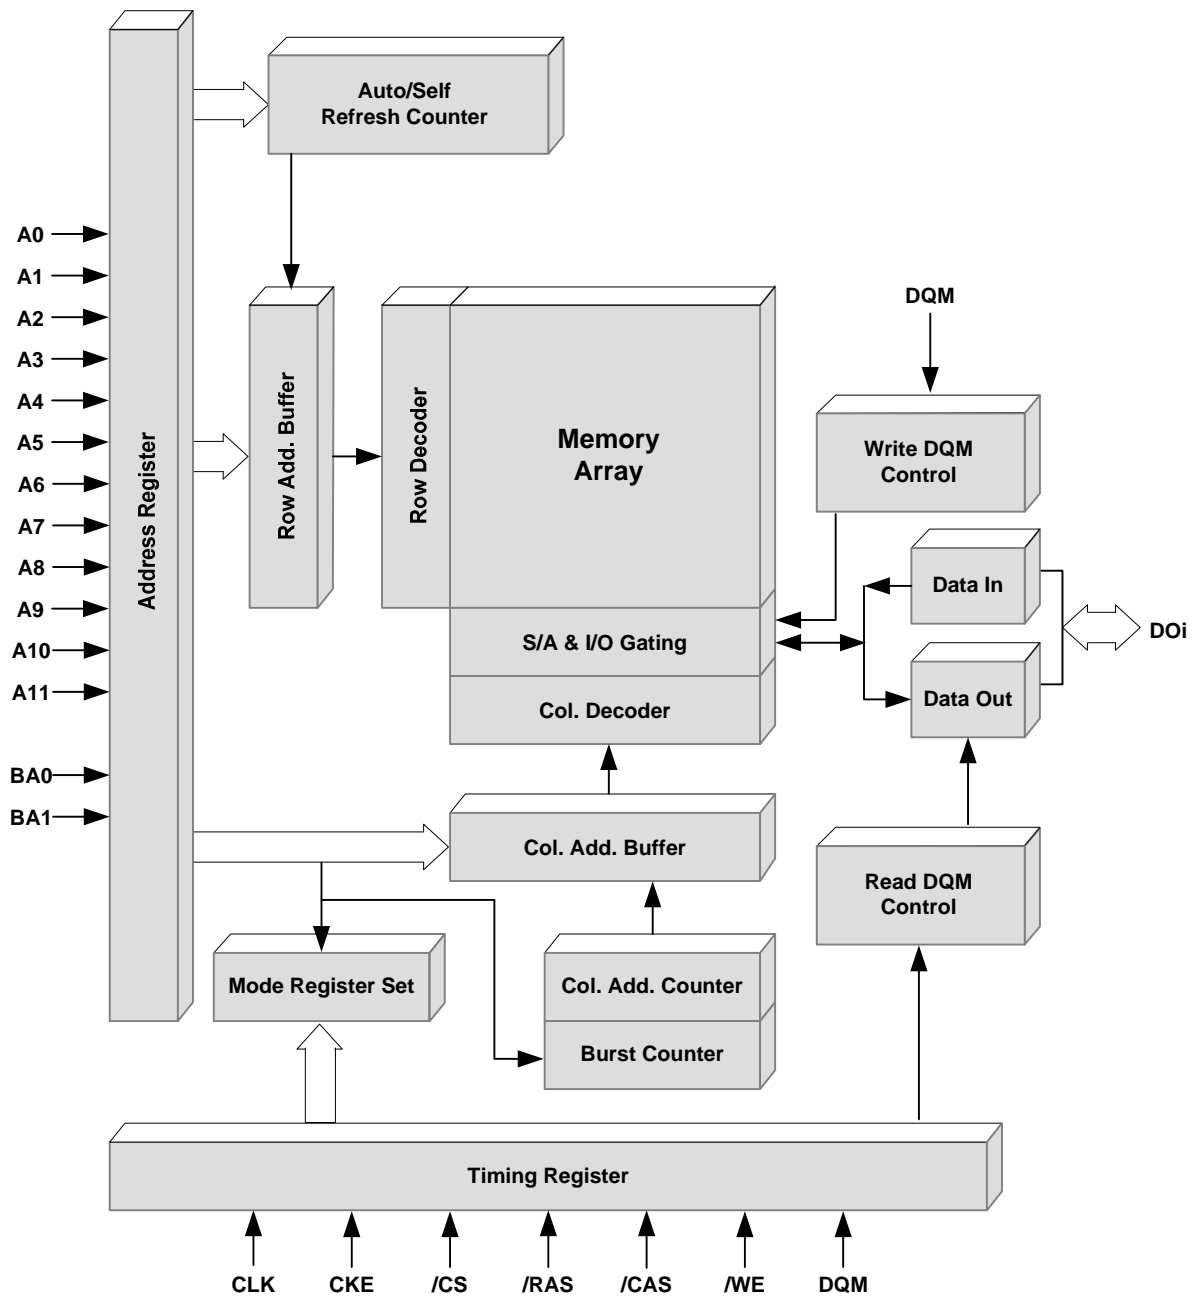 Auto/Self
Refresh Counter
A0
A1
A2
A3
A4
A5
A6
A7
A8
A9
A10
A11
BA0
BA1
Address Register
Row Add. Buffer
Row Decoder
Memory
Array
S/A & I/O Gating
Col. Decoder
DQM
Write DQM
Control
Data In
Data Out
DOi
Col. Add. Buffer
Read DQM
Control
Mode Register Set
Col. Add. Counter
Burst Counter
Timing Register
CLK
CKE
/CS
/RAS
/CAS
/WE
DQM